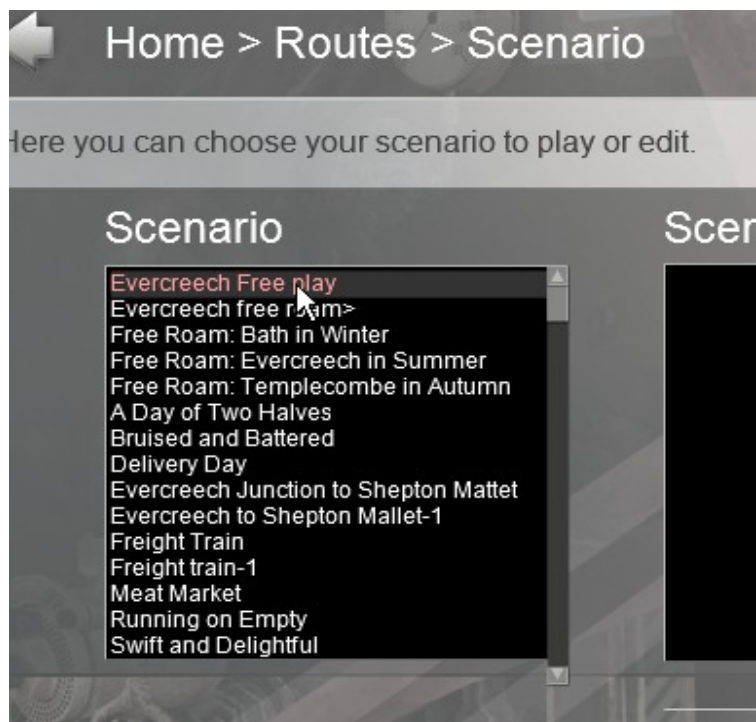 Home > Routes > Scenario
Here you can choose your scenario to play or edit.
Scenario
Scen
Evercreech Free play
Evercreech free roam>
Free Roam: Bath in Winter
Free Roam: Evercreech in Summer
Free Roam: Templecombe in Autumn
A Day of Two Halves
Bruised and Battered
Delivery Day
Evercreech Junction to Shepton Mattet
Evercreech to Shepton Mallet-1
Freight Train
Freight train-1
Meat Market
Running on Empty
Swift and Delightful